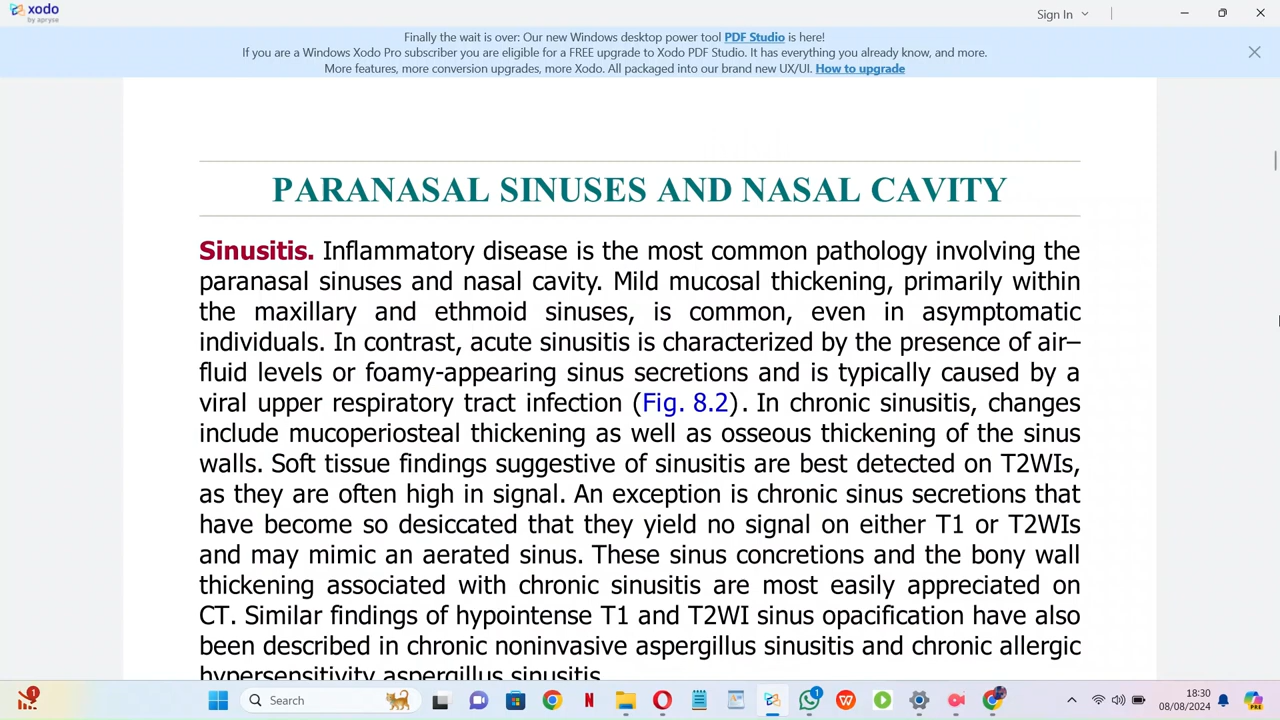 xodo
by apryse
Sign In
Finally the wait is over: Our new Windows desktop power tool PDF Studio is here!
If you are a Windows Xodo Pro subscriber you are eligible for a FREE upgrade to Xodo PDF Studio. It has everything you already know, and more.
More features, more conversion upgrades, more Xodo. All packaged into our brand new UX/UI. How to upgrade
PARANASAL SINUSES AND NASAL CAVITY
Sinusitis. Inflammatory disease is the most common pathology involving the
paranasal sinuses and nasal cavity. Mild mucosal thickening, primarily within
the maxillary and ethmoid sinuses, is common, even in asymptomatic
individuals. In contrast, acute sinusitis is characterized by the presence of air–
fluid levels or foamy-appearing sinus secretions and is typically caused by a
viral upper respiratory tract infection (Fig. 8.2). In chronic sinusitis, changes
include mucoperiosteal thickening as well as osseous thickening of the sinus
walls. Soft tissue findings suggestive of sinusitis are best detected on T2WIs,
as they are often high in signal. An exception is chronic sinus secretions that
have become so desiccated that they yield no signal on either T1 or T2WIs
and may mimic an aerated sinus. These sinus concretions and the bony wall
thickening associated with chronic sinusitis are most easily appreciated on
CT. Similar findings of hypointense T1 and T2WI sinus opacification have also
been described in chronic noninvasive aspergillus sinusitis and chronic allergic
hypersensitivity aspergillus sinusitis.
1
Search
N
1
W
18:30
08/08/2024